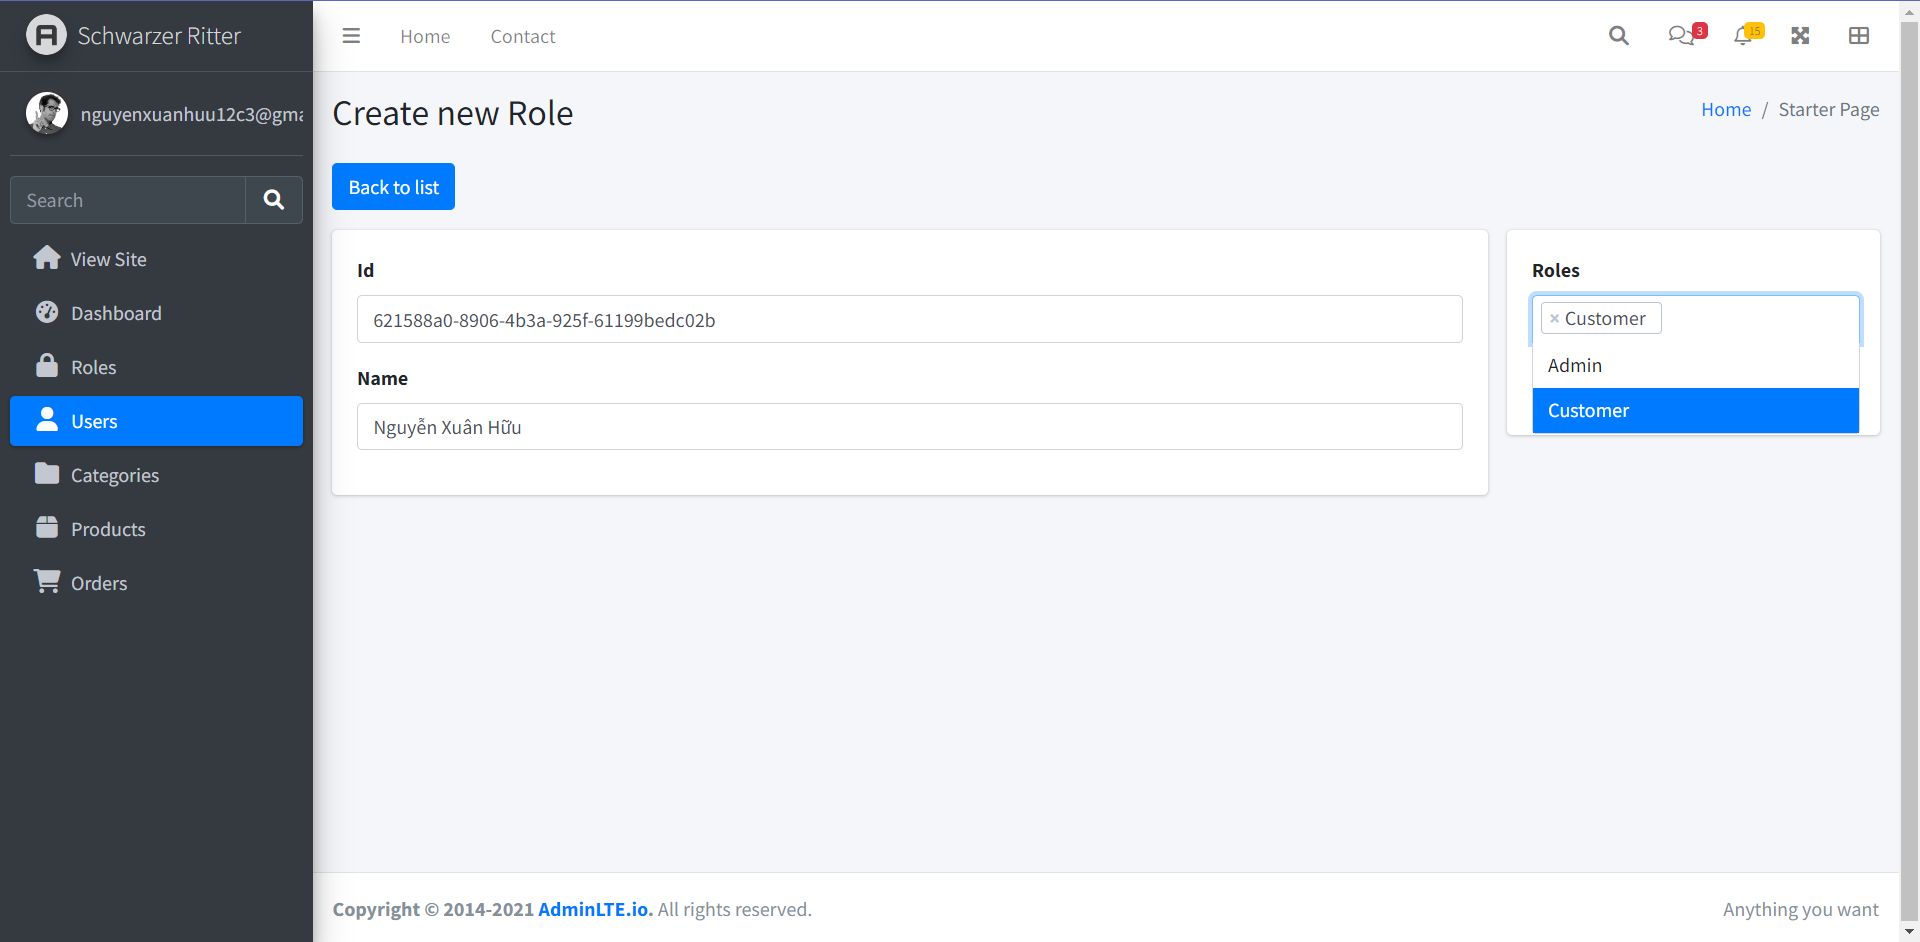 Schwarzer Ritter
Home
Contact
3
15
nguyenxuanhuu12c3@gma
Create new Role
Home / Starter Page
Search
Back to list
View Site
Dashboard
Roles
Users
Categories
Products
Orders
Id
621588a0-8906-4b3a-925f-61199bedc02b
Name
Nguyễn Xuân Hữu
Roles
× Customer
Admin
Customer
Copyright © 2014-2021 AdminLTE.io. All rights reserved.
Anything you want